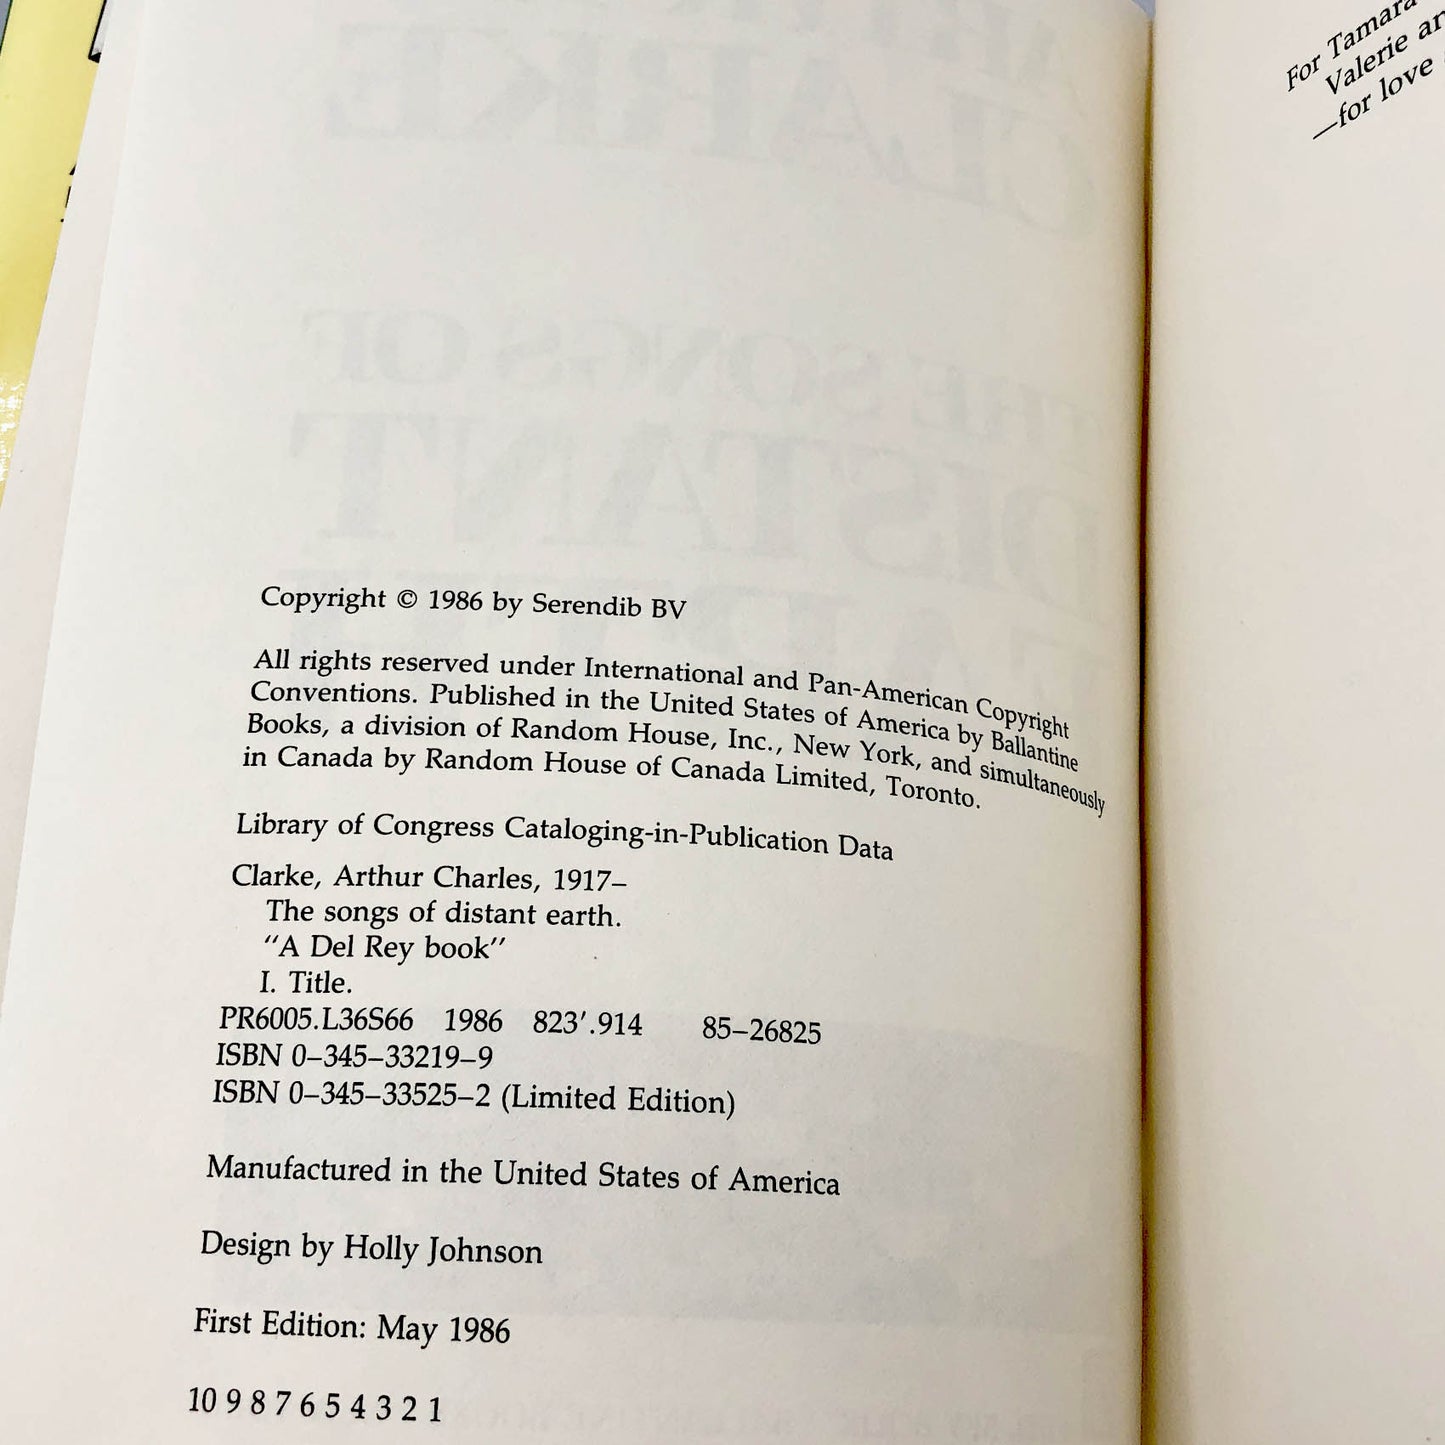 Copyright © 1986 by Serendib BV
All rights reserved under International and Pan-American Copyright
Conventions. Published in the United States of America by Ballantine
Books, a division of Random House, Inc., New York, and simultaneously
in Canada by Random House of Canada Limited, Toronto.
Library of Congress Cataloging-in-Publication Data
Clarke, Arthur Charles, 1917–
The songs of distant earth.
"A Del Rey book"
I. Title.
PR6005.L36S66 1986 823'.914 85–26825
ISBN 0–345–33219–9
ISBN 0–345–33525–2 (Limited Edition)
Manufactured in the United States of America
Design by Holly Johnson
First Edition: May 1986
10 9 8 7 6 5 4 3 2 1
For Tamara
Valerie
—for love